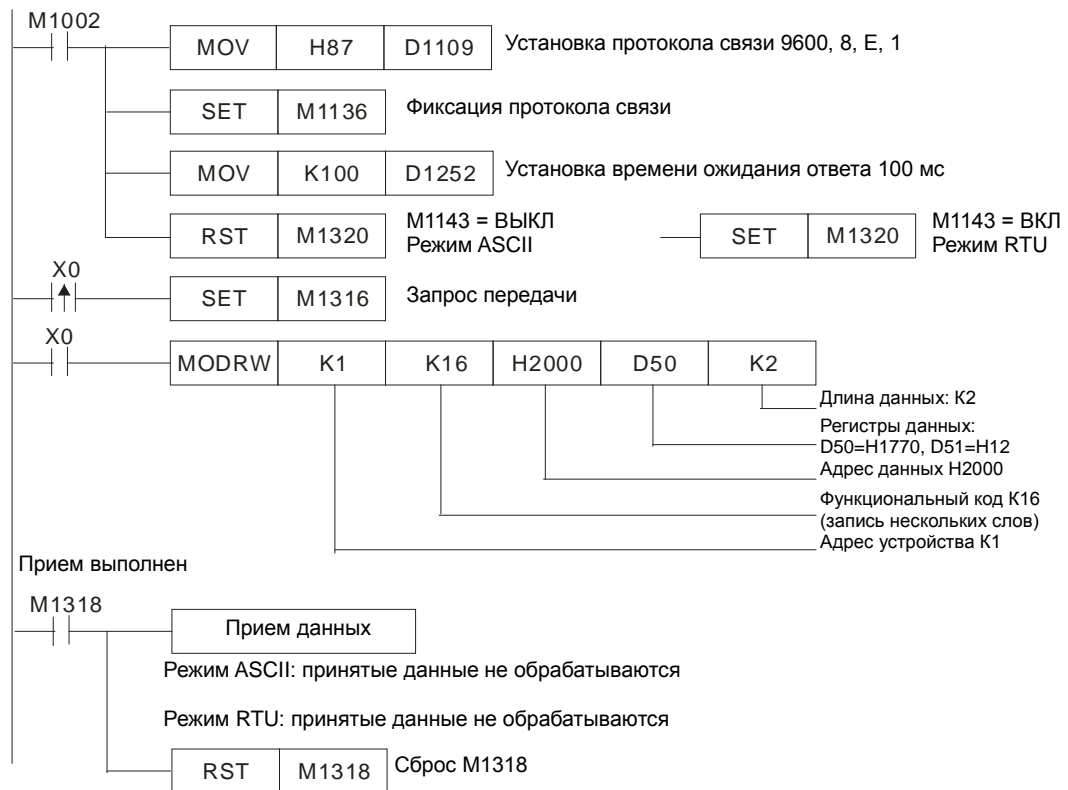 M1002
MOV H87 D1109 Установка протокола связи 9600, 8, E, 1
SET M1136 Фиксация протокола связи
MOV K100 D1252 Установка времени ожидания ответа 100 мс
RST M1320 M1143 = ВЫКЛ
Режим ASCII
SET M1320 M1143 = ВКЛ
Режим RTU
X0
SET M1316 Запрос передачи
X0
MODRW K1 K16 H2000 D50 K2
Длина данных: К2
Регистры данных:
D50=H1770, D51=H12
Адрес данных H2000
Функциональный код К16
(запись нескольких слов)
Адрес устройства К1
Прием выполнен
M1318
Прием данных
Режим ASCII: принятые данные не обрабатываются
Режим RTU: принятые данные не обрабатываются
RST M1318 Сброс M1318